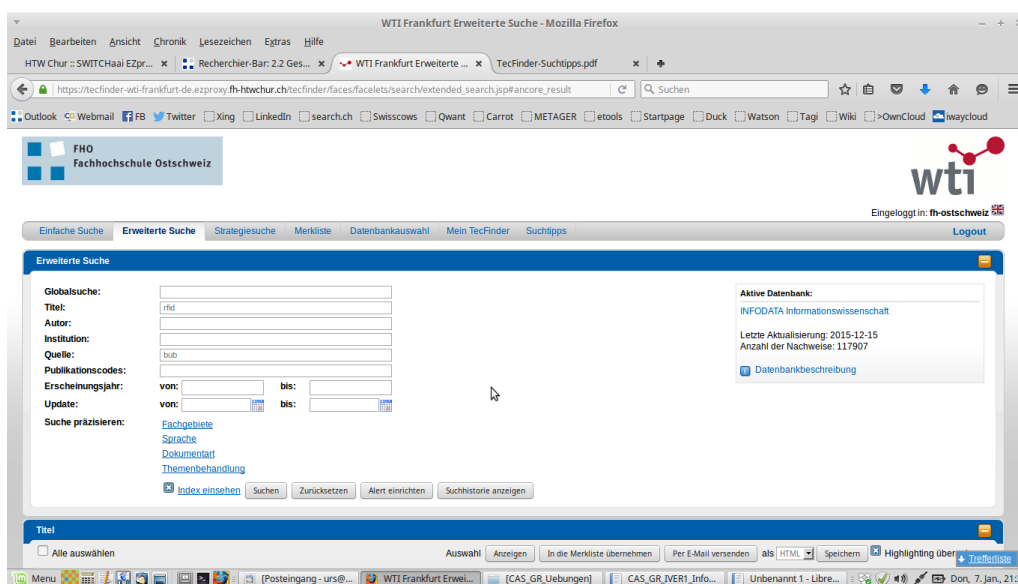 WTI Frankfurt Erweiterte Suche - Mozilla Firefox
Datei Bearbeiten Ansicht Chronik Lesezeichen Extras Hilfe
HTW Chur :: SWITCHaai EZpr... Recherchier-Bar: 2.2 Ges... WTI Frankfurt Erweiterte ... TecFinder-Suchtipps.pdf
https://tecfinder-wti-frankfurt-de.ezproxy.fh-htwchur.ch/tecfinder/faces/facelets/search/extended_search.jsp#ancore_result Suchen
Outlook Webmail FB Twitter Xing LinkedIn search.ch Swisscows Qwant Carrot METAGER etools Startpage Duck Watson Tagi Wiki >OwnCloud iwaycloud
FHO
Fachhochschule Ostschweiz
wti
Eingeloggt in: fh-ostschweiz
Einfache Suche Erweiterte Suche Strategiesuche Merkliste Datenbankauswahl Mein TecFinder Suchtipps Logout
Erweiterte Suche
Globalsuche:
Titel: rfid
Autor:
Institution:
Quelle: bub
Publikationscodes:
Erscheinungsjahr: von: bis:
Update: von: bis:
Suche präzisieren: Fachgebiete
Sprache
Dokumentart
Themenbehandlung
Index einsehen Suchen Zurücksetzen Alert einrichten Suchhistorie anzeigen
Aktive Datenbank:
INFODATA Informationswissenschaft
Letzte Aktualisierung: 2015-12-15
Anzahl der Nachweise: 117907
Datenbankbeschreibung
Titel
Alle auswählen Auswahl Anzeigen In die Merkliste übernehmen Per E-Mail versenden als HTML Speichern Highlighting über
Trefferliste
Menu [Posteingang - urs@... WTI Frankfurt Erwei... [CAS_GR_Uebungen] CAS_GR_IVER1_Info... Unbenannt 1 - Libre... Don, 7. Jan, 21: